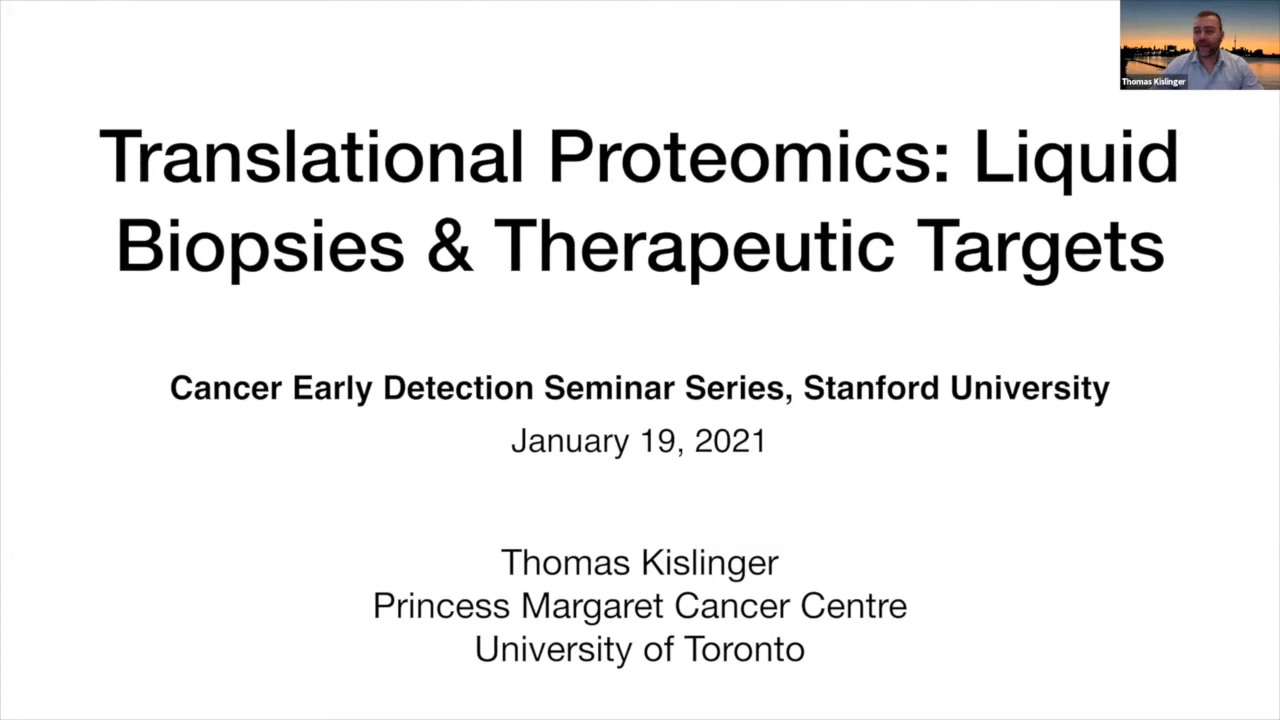 Thomas Kislinger
Translational Proteomics: Liquid
Biopsies & Therapeutic Targets
Cancer Early Detection Seminar Series, Stanford University
January 19, 2021
Thomas Kislinger
Princess Margaret Cancer Centre
University of Toronto